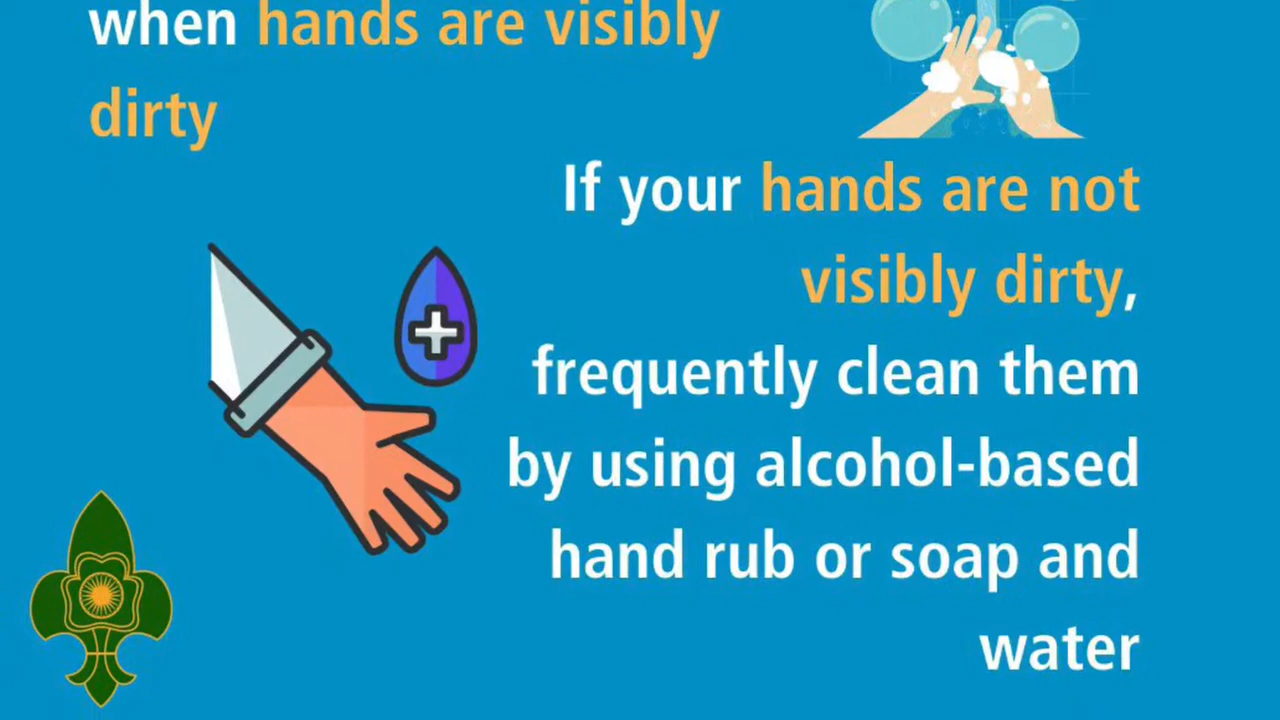 when hands are visibly
dirty
If your hands are not
visibly dirty,
frequently clean them
by using alcohol-based
hand rub or soap and
water